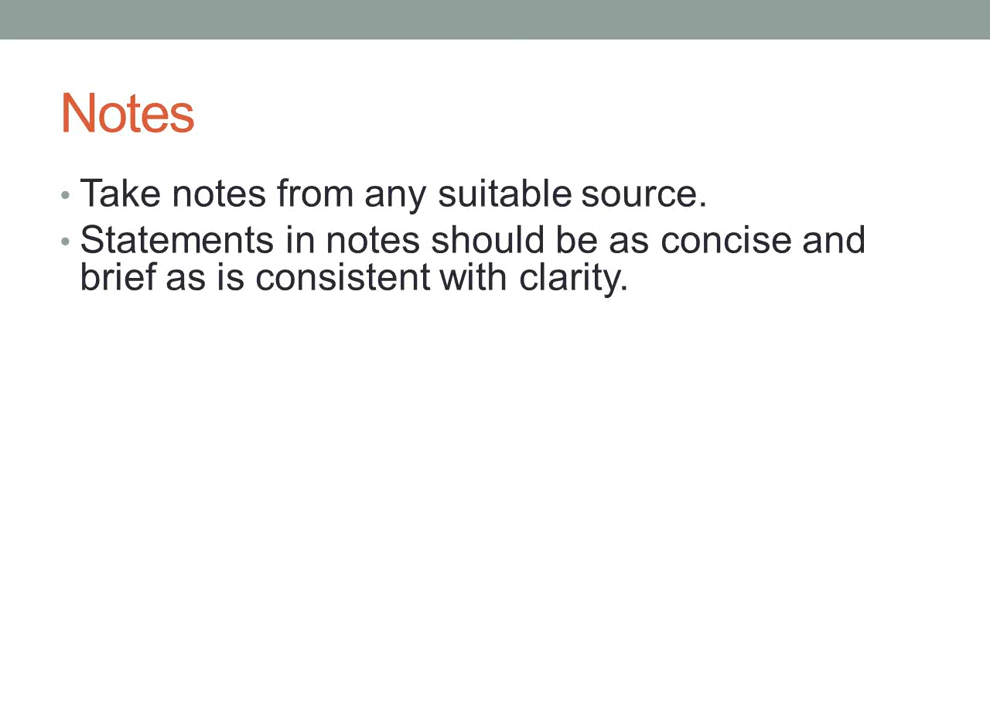 Notes
• Take notes from any suitable source.
• Statements in notes should be as concise and
brief as is consistent with clarity.